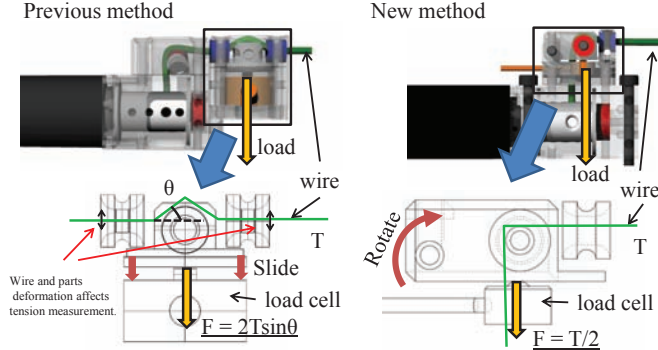 Previous method
New method
load
wire
load
wire
θ
T
Slide
Wire and parts
deformation affects
tension measurement.
load cell
F = 2Tsinθ
Rotate
T
load cell
F = T/2